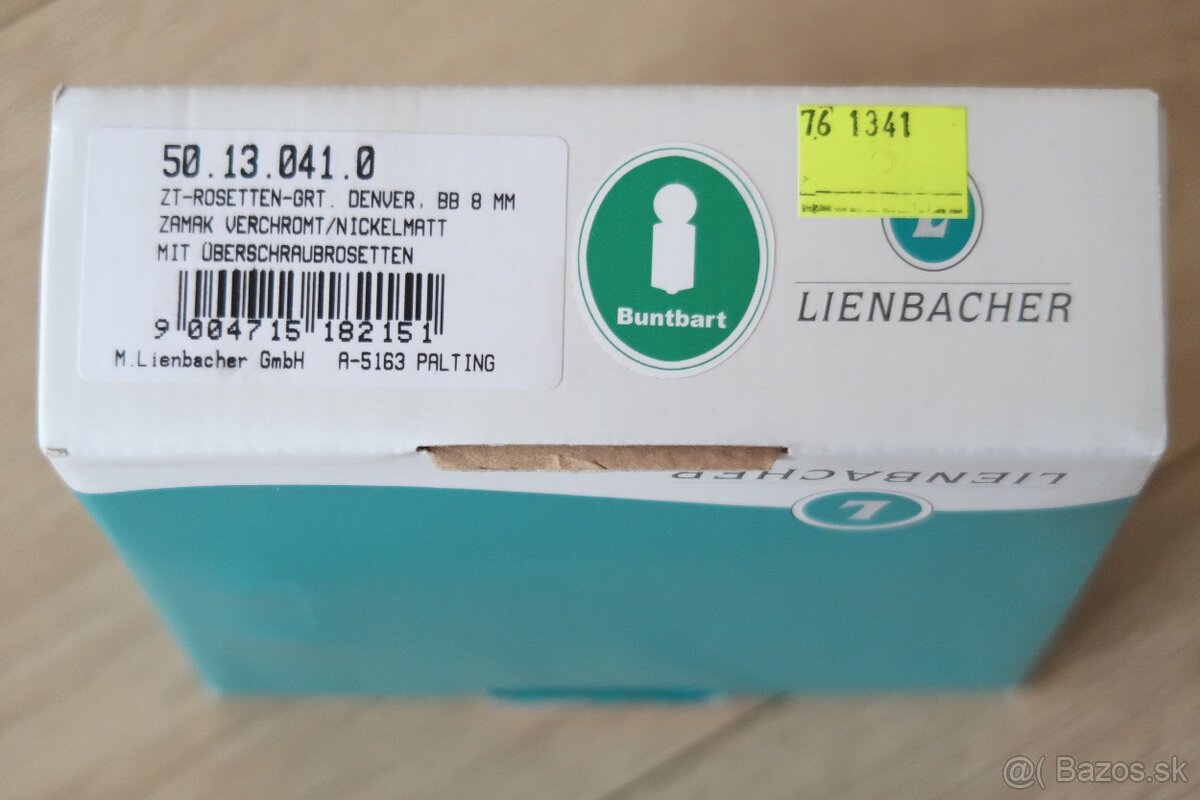 50.13.041.0
ZT-ROSETTEN-GRT. DENVER, BB 8 MM
ZAMAK VERCHROMT/NICKELMATT
MIT ÜBERSCHRAUBROSETTEN
9 004715 182151
M.Lienbacher GmbH A-5163 PALTING
Buntbart
76 1341
L
LIENBACHER
LIENBACHER
L
@( Bazos.sk